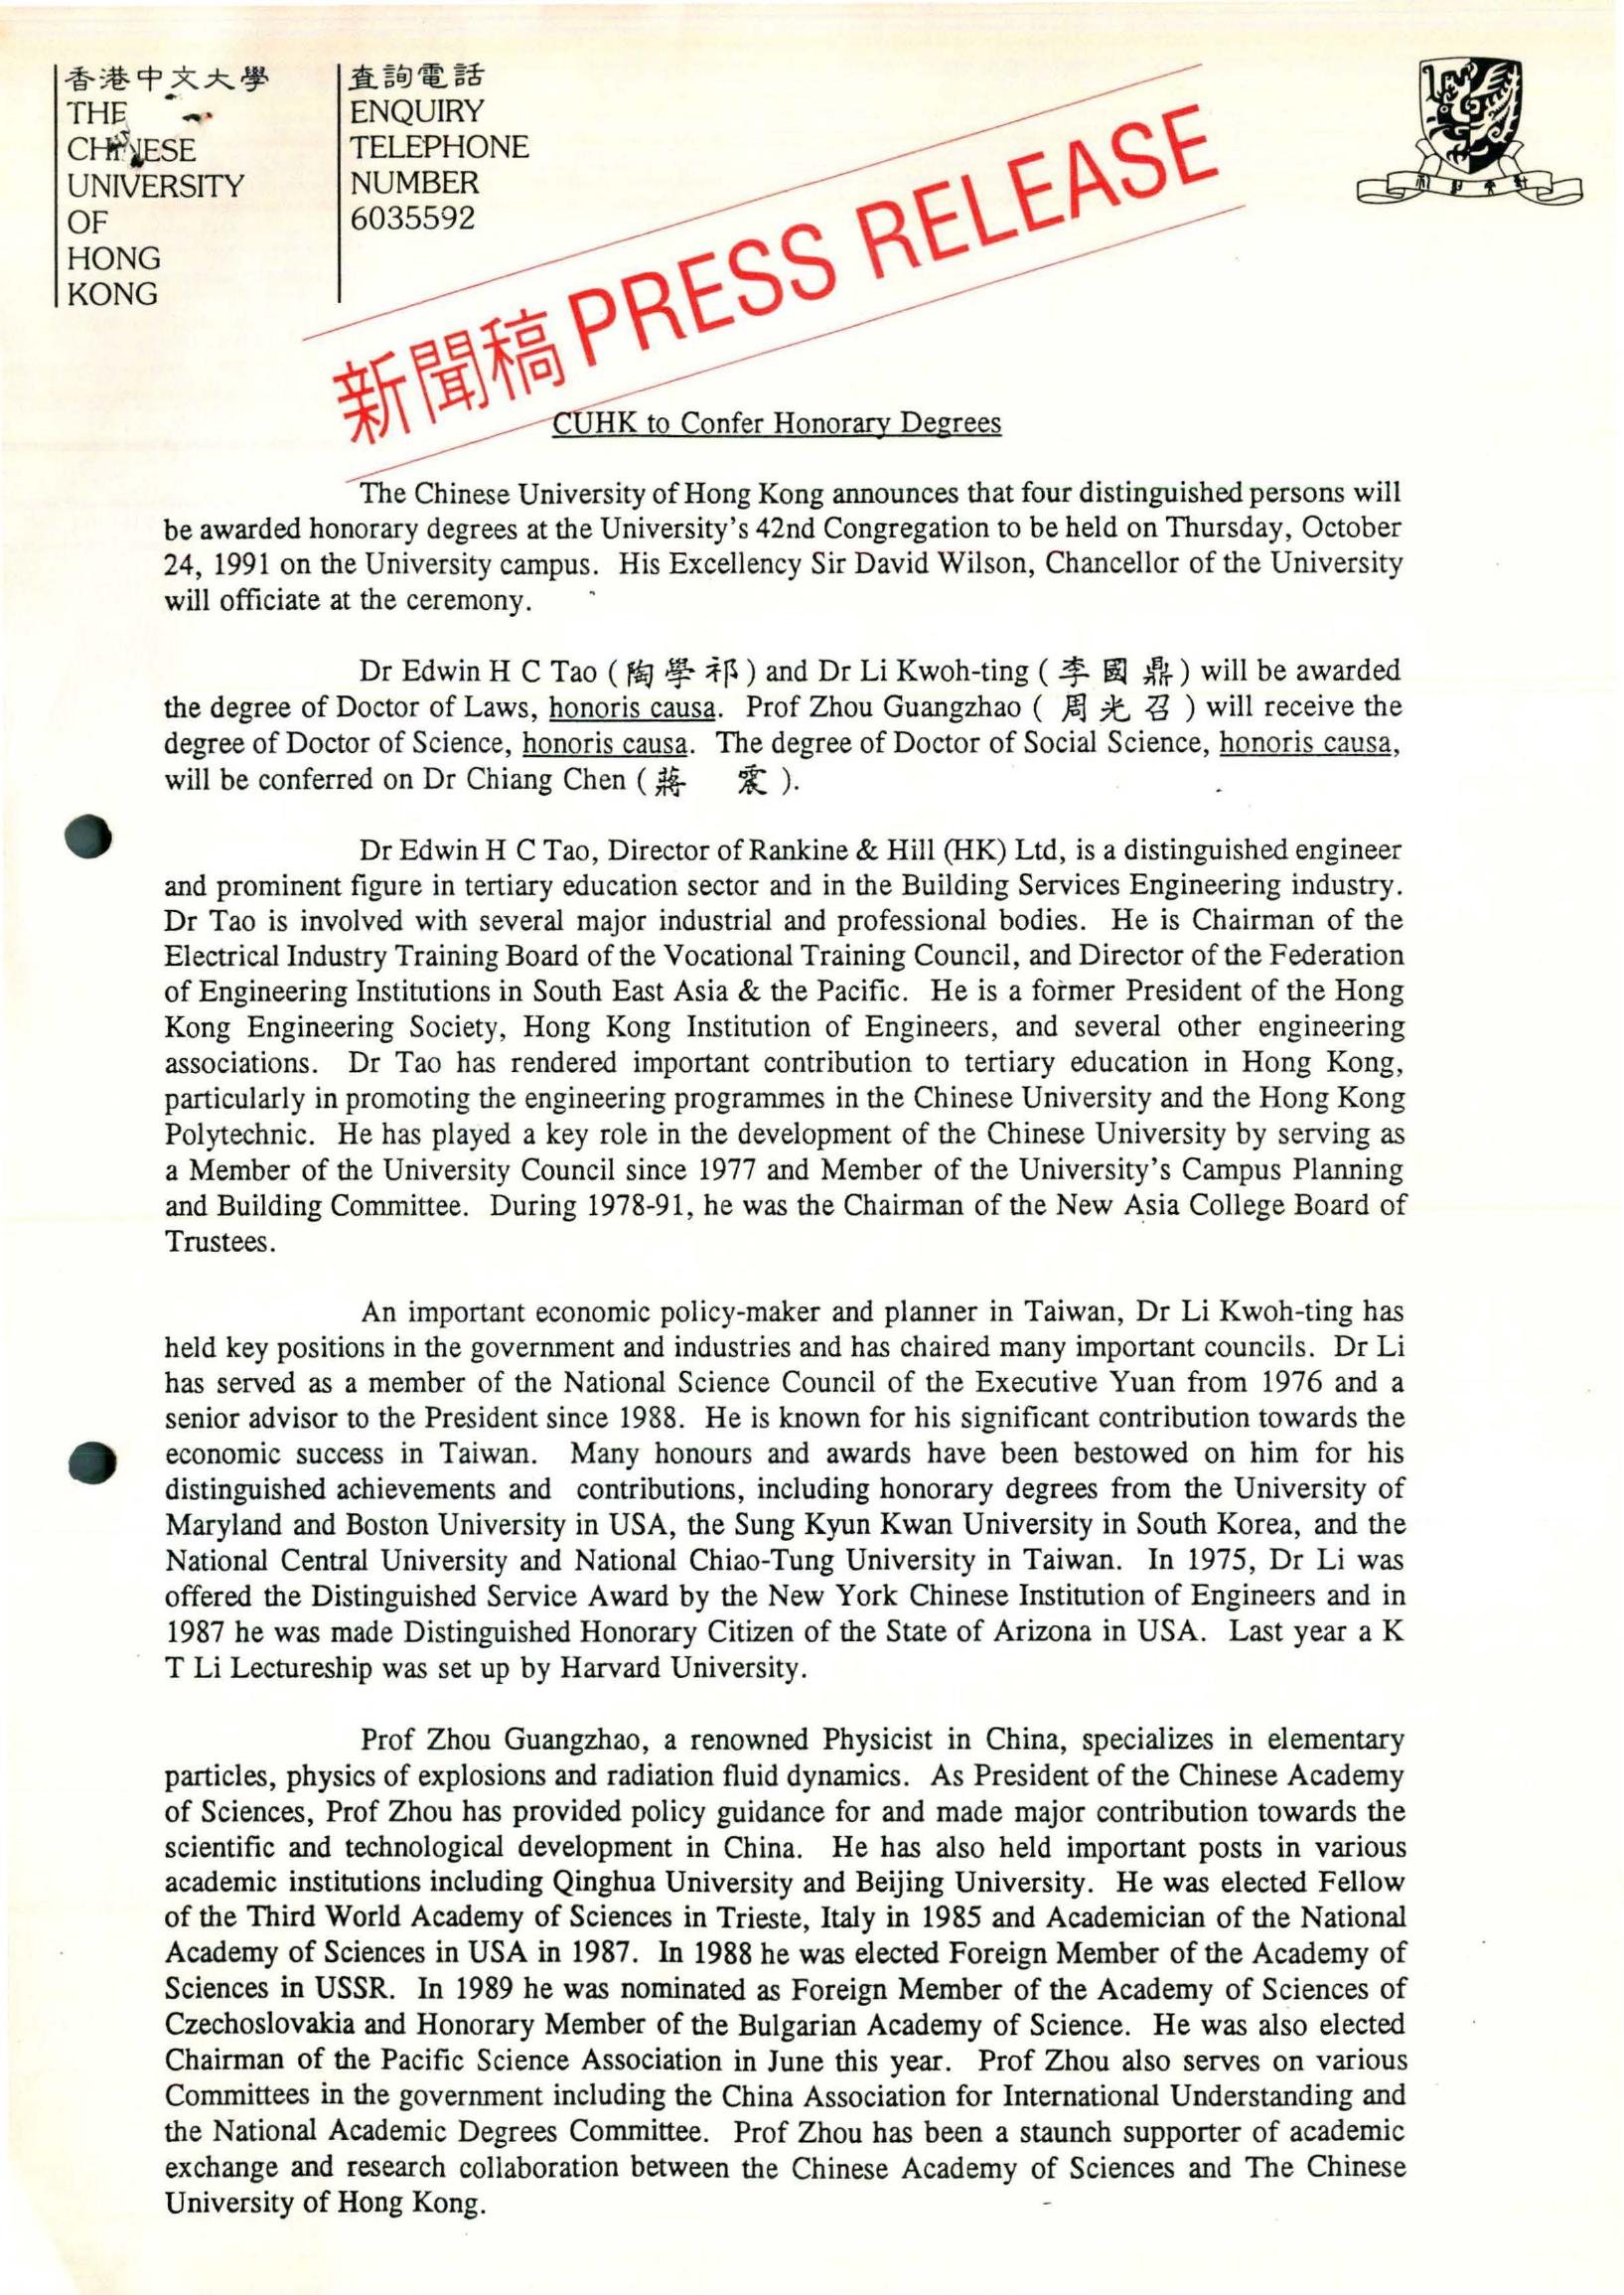 香港中文大學
THE
CHINESE
UNIVERSITY
OF
HONG
KONG
查詢電話
ENQUIRY
TELEPHONE
NUMBER
6035592
新聞稿 PRESS RELEASE
CUHK to Confer Honorary Degrees
The Chinese University of Hong Kong announces that four distinguished persons will
be awarded honorary degrees at the University's 42nd Congregation to be held on Thursday, October
24, 1991 on the University campus. His Excellency Sir David Wilson, Chancellor of the University
will officiate at the ceremony.
Dr Edwin H C Tao ( 陶學祁 ) and Dr Li Kwoh-ting ( 李國鼎 ) will be awarded
the degree of Doctor of Laws, honoris causa. Prof Zhou Guangzhao ( 周光召 ) will receive the
degree of Doctor of Science, honoris causa. The degree of Doctor of Social Science, honoris causa,
will be conferred on Dr Chiang Chen ( 蔣 震 ).
Dr Edwin H C Tao, Director of Rankine & Hill (HK) Ltd, is a distinguished engineer
and prominent figure in tertiary education sector and in the Building Services Engineering industry.
Dr Tao is involved with several major industrial and professional bodies. He is Chairman of the
Electrical Industry Training Board of the Vocational Training Council, and Director of the Federation
of Engineering Institutions in South East Asia & the Pacific. He is a former President of the Hong
Kong Engineering Society, Hong Kong Institution of Engineers, and several other engineering
associations. Dr Tao has rendered important contribution to tertiary education in Hong Kong,
particularly in promoting the engineering programmes in the Chinese University and the Hong Kong
Polytechnic. He has played a key role in the development of the Chinese University by serving as
a Member of the University Council since 1977 and Member of the University's Campus Planning
and Building Committee. During 1978-91, he was the Chairman of the New Asia College Board of
Trustees.
An important economic policy-maker and planner in Taiwan, Dr Li Kwoh-ting has
held key positions in the government and industries and has chaired many important councils. Dr Li
has served as a member of the National Science Council of the Executive Yuan from 1976 and a
senior advisor to the President since 1988. He is known for his significant contribution towards the
economic success in Taiwan. Many honours and awards have been bestowed on him for his
distinguished achievements and contributions, including honorary degrees from the University of
Maryland and Boston University in USA, the Sung Kyun Kwan University in South Korea, and the
National Central University and National Chiao-Tung University in Taiwan. In 1975, Dr Li was
offered the Distinguished Service Award by the New York Chinese Institution of Engineers and in
1987 he was made Distinguished Honorary Citizen of the State of Arizona in USA. Last year a K
T Li Lectureship was set up by Harvard University.
Prof Zhou Guangzhao, a renowned Physicist in China, specializes in elementary
particles, physics of explosions and radiation fluid dynamics. As President of the Chinese Academy
of Sciences, Prof Zhou has provided policy guidance for and made major contribution towards the
scientific and technological development in China. He has also held important posts in various
academic institutions including Qinghua University and Beijing University. He was elected Fellow
of the Third World Academy of Sciences in Trieste, Italy in 1985 and Academician of the National
Academy of Sciences in USA in 1987. In 1988 he was elected Foreign Member of the Academy of
Sciences in USSR. In 1989 he was nominated as Foreign Member of the Academy of Sciences of
Czechoslovakia and Honorary Member of the Bulgarian Academy of Science. He was also elected
Chairman of the Pacific Science Association in June this year. Prof Zhou also serves on various
Committees in the government including the China Association for International Understanding and
the National Academic Degrees Committee. Prof Zhou has been a staunch supporter of academic
exchange and research collaboration between the Chinese Academy of Sciences and The Chinese
University of Hong Kong.